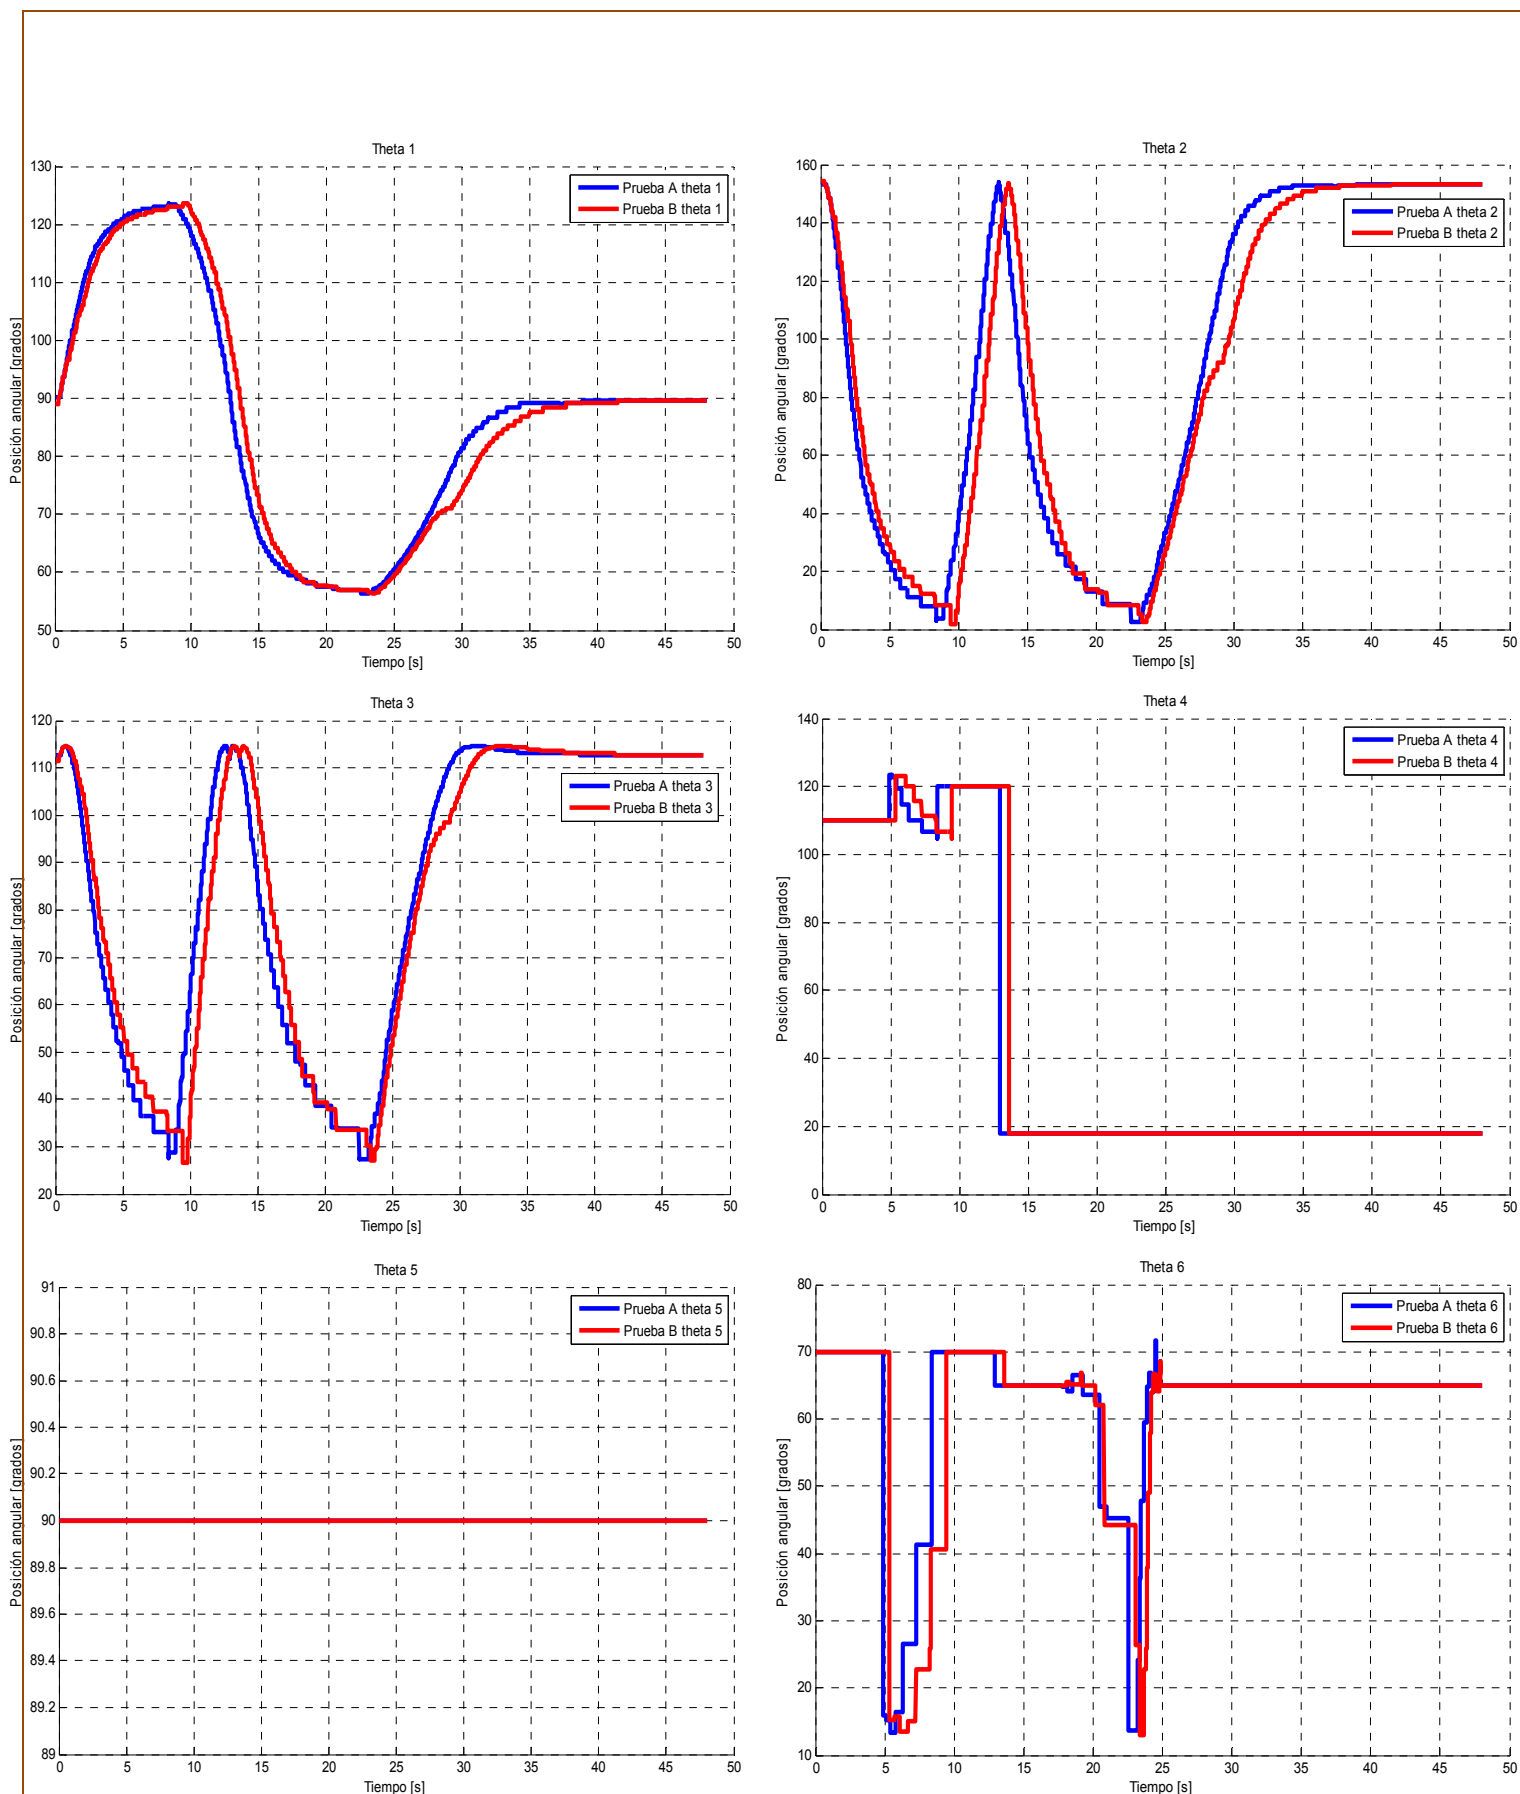 Theta 1
Posición angular [grados]
130
120
110
100
90
80
70
60
50
Prueba A theta 1
Prueba B theta 1
0 5 10 15 20 25 30 35 40 45 50
Tiempo [s]
Theta 2
Posición angular [grados]
160
140
120
100
80
60
40
20
0
Prueba A theta 2
Prueba B theta 2
0 5 10 15 20 25 30 35 40 45 50
Tiempo [s]
Theta 3
Posición angular [grados]
120
110
100
90
80
70
60
50
40
30
20
Prueba A theta 3
Prueba B theta 3
0 5 10 15 20 25 30 35 40 45 50
Tiempo [s]
Theta 4
Posición angular [grados]
140
120
100
80
60
40
20
0
Prueba A theta 4
Prueba B theta 4
0 5 10 15 20 25 30 35 40 45 50
Tiempo [s]
Theta 5
Posición angular [grados]
91
90.8
90.6
90.4
90.2
90
89.8
89.6
89.4
89.2
89
Prueba A theta 5
Prueba B theta 5
0 5 10 15 20 25 30 35 40 45 50
Tiempo [s]
Theta 6
Posición angular [grados]
80
70
60
50
40
30
20
10
Prueba A theta 6
Prueba B theta 6
0 5 10 15 20 25 30 35 40 45 50
Tiempo [s]